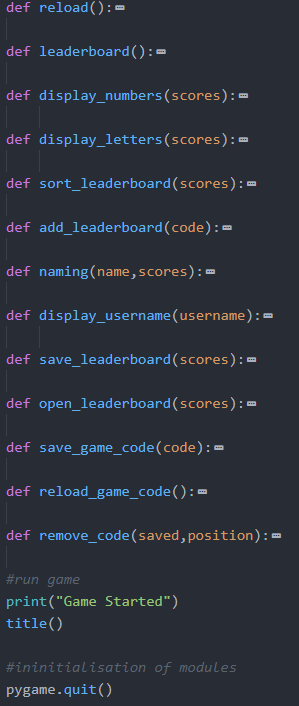 def reload():
def leaderboard():
def display_numbers(scores):
def display_letters(scores):
def sort_leaderboard(scores):
def add_leaderboard(code):
def naming(name,scores):
def display_username(username):
def save_leaderboard(scores):
def open_leaderboard(scores):
def save_game_code(code):
def reload_game_code():
def remove_code(saved,position):
#run game
print("Game Started")
title()
#ininitialisation of modules
pygame.quit()